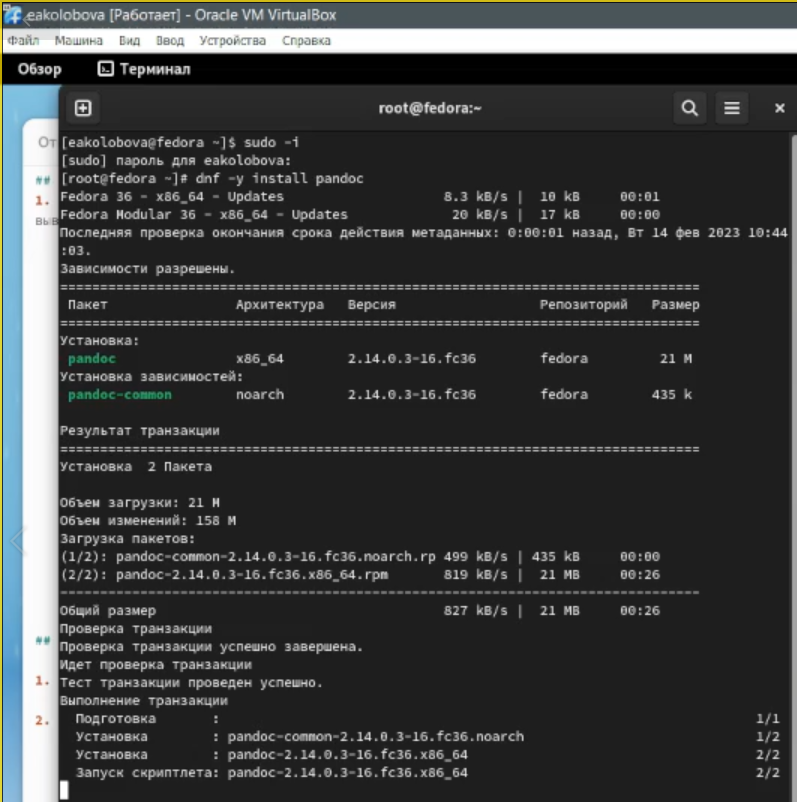 eakolobova [Работает] - Oracle VM VirtualBox
Файл Машина Вид Ввод Устройства Справка
Обзор Терминал
root@fedora:~
От
[eakolobova@fedora ~]$ sudo -i
[sudo] пароль для eakolobova:
## [root@fedora ~]# dnf -y install pandoc
1. Fedora 36 - x86_64 - Updates 8.3 kB/s | 10 kB 00:01
выв Fedora Modular 36 - x86_64 - Updates 20 kB/s | 17 kB 00:00
Последняя проверка окончания срока действия метаданных: 0:00:01 назад, Вт 14 фев 2023 10:44
:03.
Зависимости разрешены.
================================================================================
Пакет Архитектура Версия Репозиторий Размер
================================================================================
Установка:
pandoc x86_64 2.14.0.3-16.fc36 fedora 21 M
Установка зависимостей:
pandoc-common noarch 2.14.0.3-16.fc36 fedora 435 k
Результат транзакции
================================================================================
Установка 2 Пакета
Объем загрузки: 21 M
Объем изменений: 158 M
Загрузка пакетов:
(1/2): pandoc-common-2.14.0.3-16.fc36.noarch.rp 499 kB/s | 435 kB 00:00
(2/2): pandoc-2.14.0.3-16.fc36.x86_64.rpm 819 kB/s | 21 MB 00:26
--------------------------------------------------------------------------------
Общий размер 827 kB/s | 21 MB 00:26
Проверка транзакции
## Проверка транзакции успешно завершена.
Идет проверка транзакции
1. Тест транзакции проведен успешно.
Выполнение транзакции
2. Подготовка : 1/1
Установка : pandoc-common-2.14.0.3-16.fc36.noarch 1/2
Установка : pandoc-2.14.0.3-16.fc36.x86_64 2/2
Запуск скриптлета: pandoc-2.14.0.3-16.fc36.x86_64 2/2